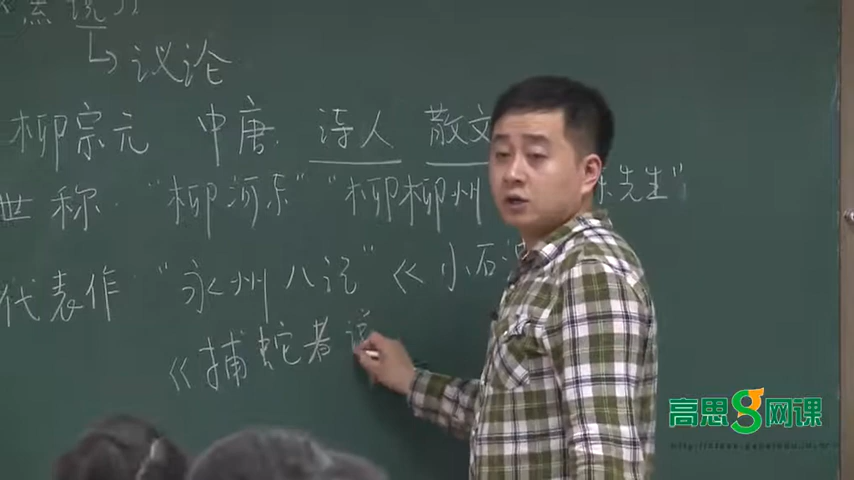 议论
柳宗元 中唐 诗人 散文
世称 "柳河东" "柳柳州 先生"
代表作 "永州八记" 《小石
《捕蛇者说
高思网课